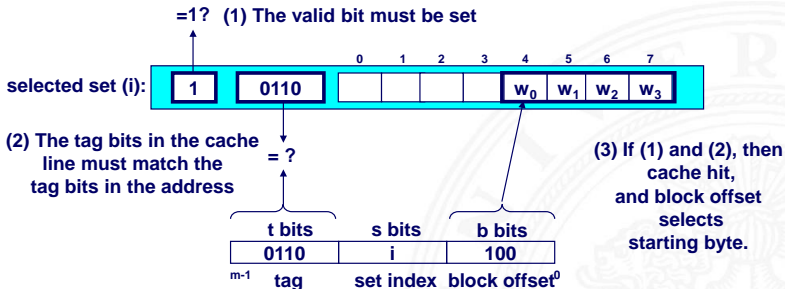 =1? (1) The valid bit must be set
0 1 2 3 4 5 6 7
selected set (i): 1 0110 w₀ w₁ w₂ w₃
(2) The tag bits in the cache
line must match the
tag bits in the address
= ?
(3) If (1) and (2), then
cache hit,
and block offset
selects
starting byte.
t bits s bits b bits
0110 i 100
m-1 tag set index block offset 0